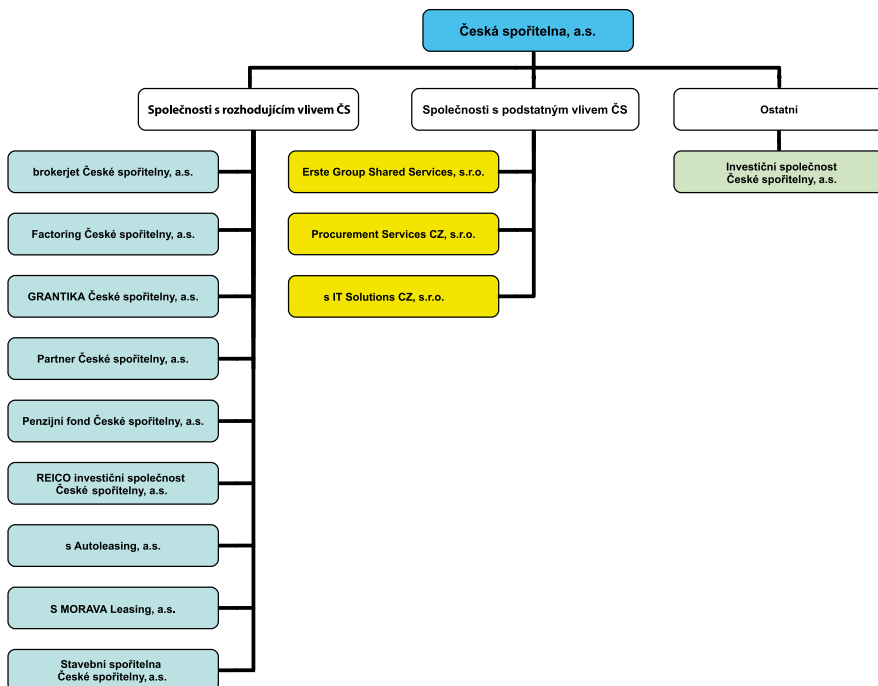 Česká spořitelna, a.s.
Společnosti s rozhodujícím vlivem ČS
Společnosti s podstatným vlivem ČS
Ostatní
brokerjet České spořitelny, a.s.
Factoring České spořitelny, a.s.
GRANTIKA České spořitelny, a.s.
Partner České spořitelny, a.s.
Penzijní fond České spořitelny, a.s.
REICO investiční společnost
České spořitelny, a.s.
s Autoleasing, a.s.
S MORAVA Leasing, a.s.
Stavební spořitelna
České spořitelny, a.s.
Erste Group Shared Services, s.r.o.
Procurement Services CZ, s.r.o.
s IT Solutions CZ, s.r.o.
Investiční společnost
České spořitelny, a.s.